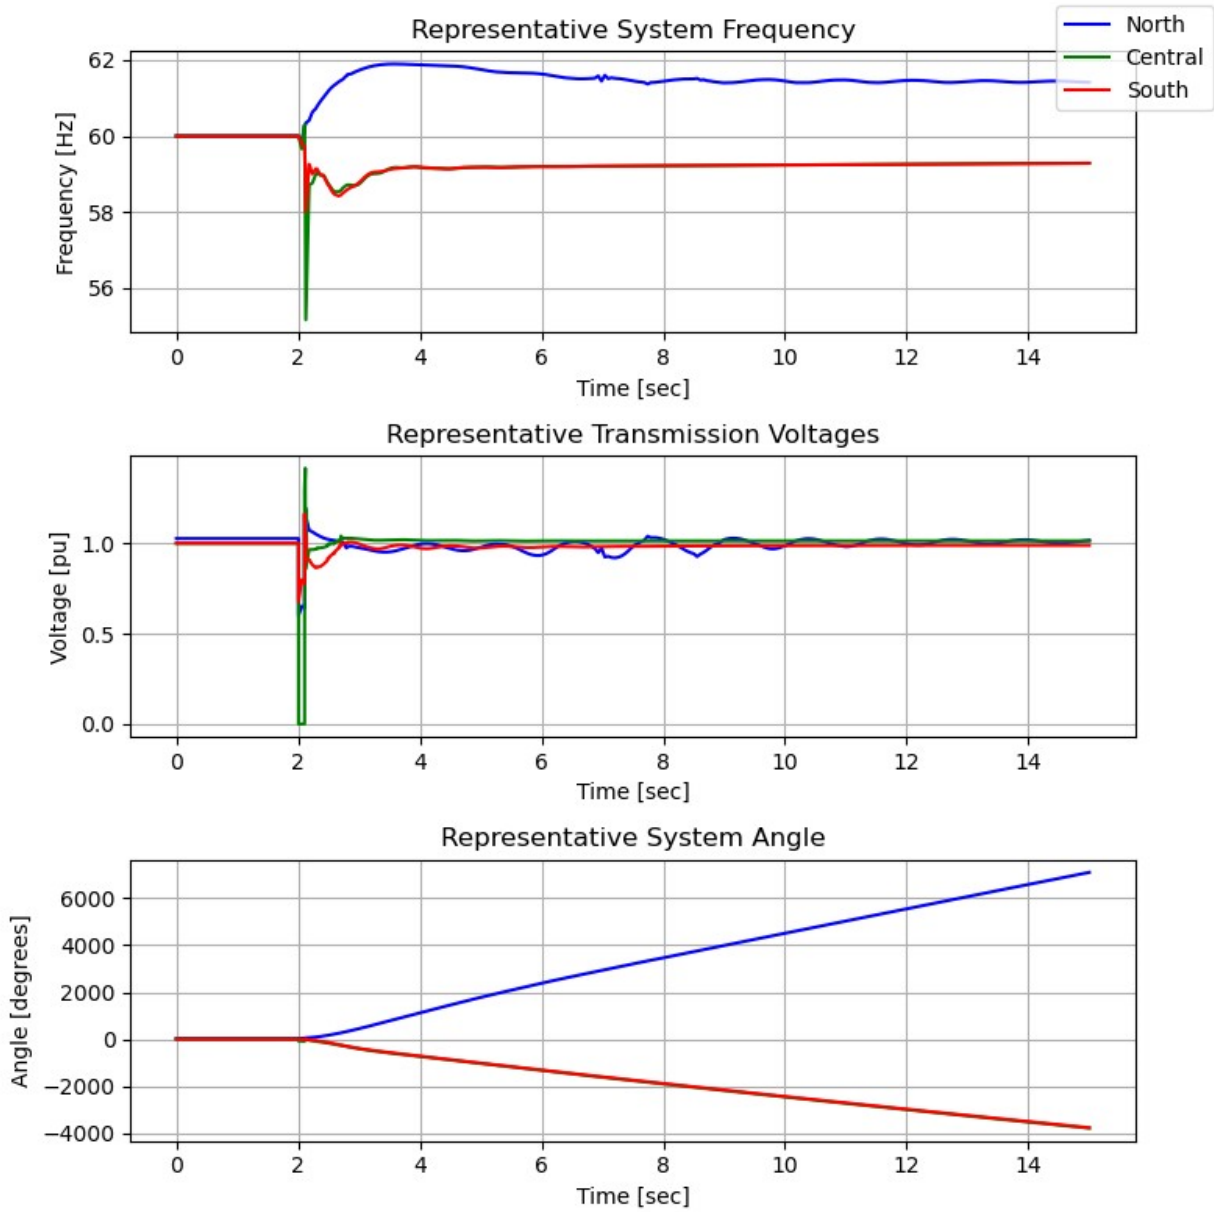 Representative System Frequency
North
Central
South
Frequency [Hz]
62
60
58
56
0 2 4 6 8 10 12 14
Time [sec]
Representative Transmission Voltages
Voltage [pu]
1.0
0.5
0.0
0 2 4 6 8 10 12 14
Time [sec]
Representative System Angle
Angle [degrees]
6000
4000
2000
0
−2000
−4000
0 2 4 6 8 10 12 14
Time [sec]